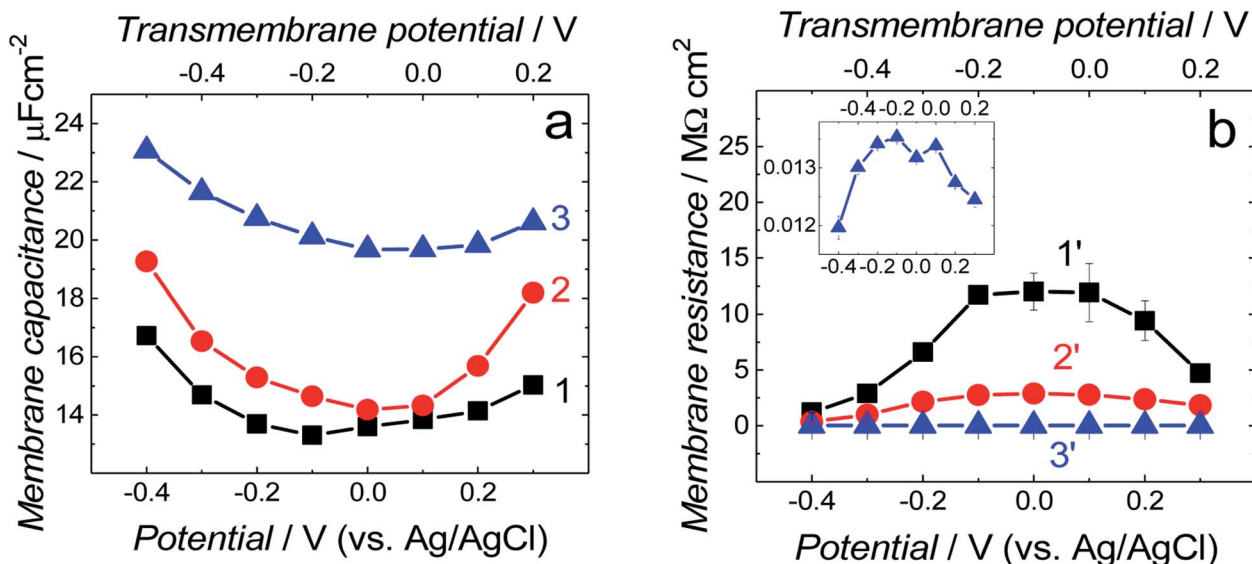 Transmembrane potential / V
-0.4 -0.2 0.0 0.2
Membrane capacitance / μFcm-2
24
22
20
18
16
14
a
3
2
1
-0.4 -0.2 0.0 0.2
Potential / V (vs. Ag/AgCl)
Transmembrane potential / V
-0.4 -0.2 0.0 0.2
Membrane resistance / MΩ cm2
25
20
15
10
5
0
b
-0.4 -0.2 0.0 0.2
0.013
0.012
-0.4 -0.2 0.0 0.2
1'
2'
3'
-0.4 -0.2 0.0 0.2
Potential / V (vs. Ag/AgCl)